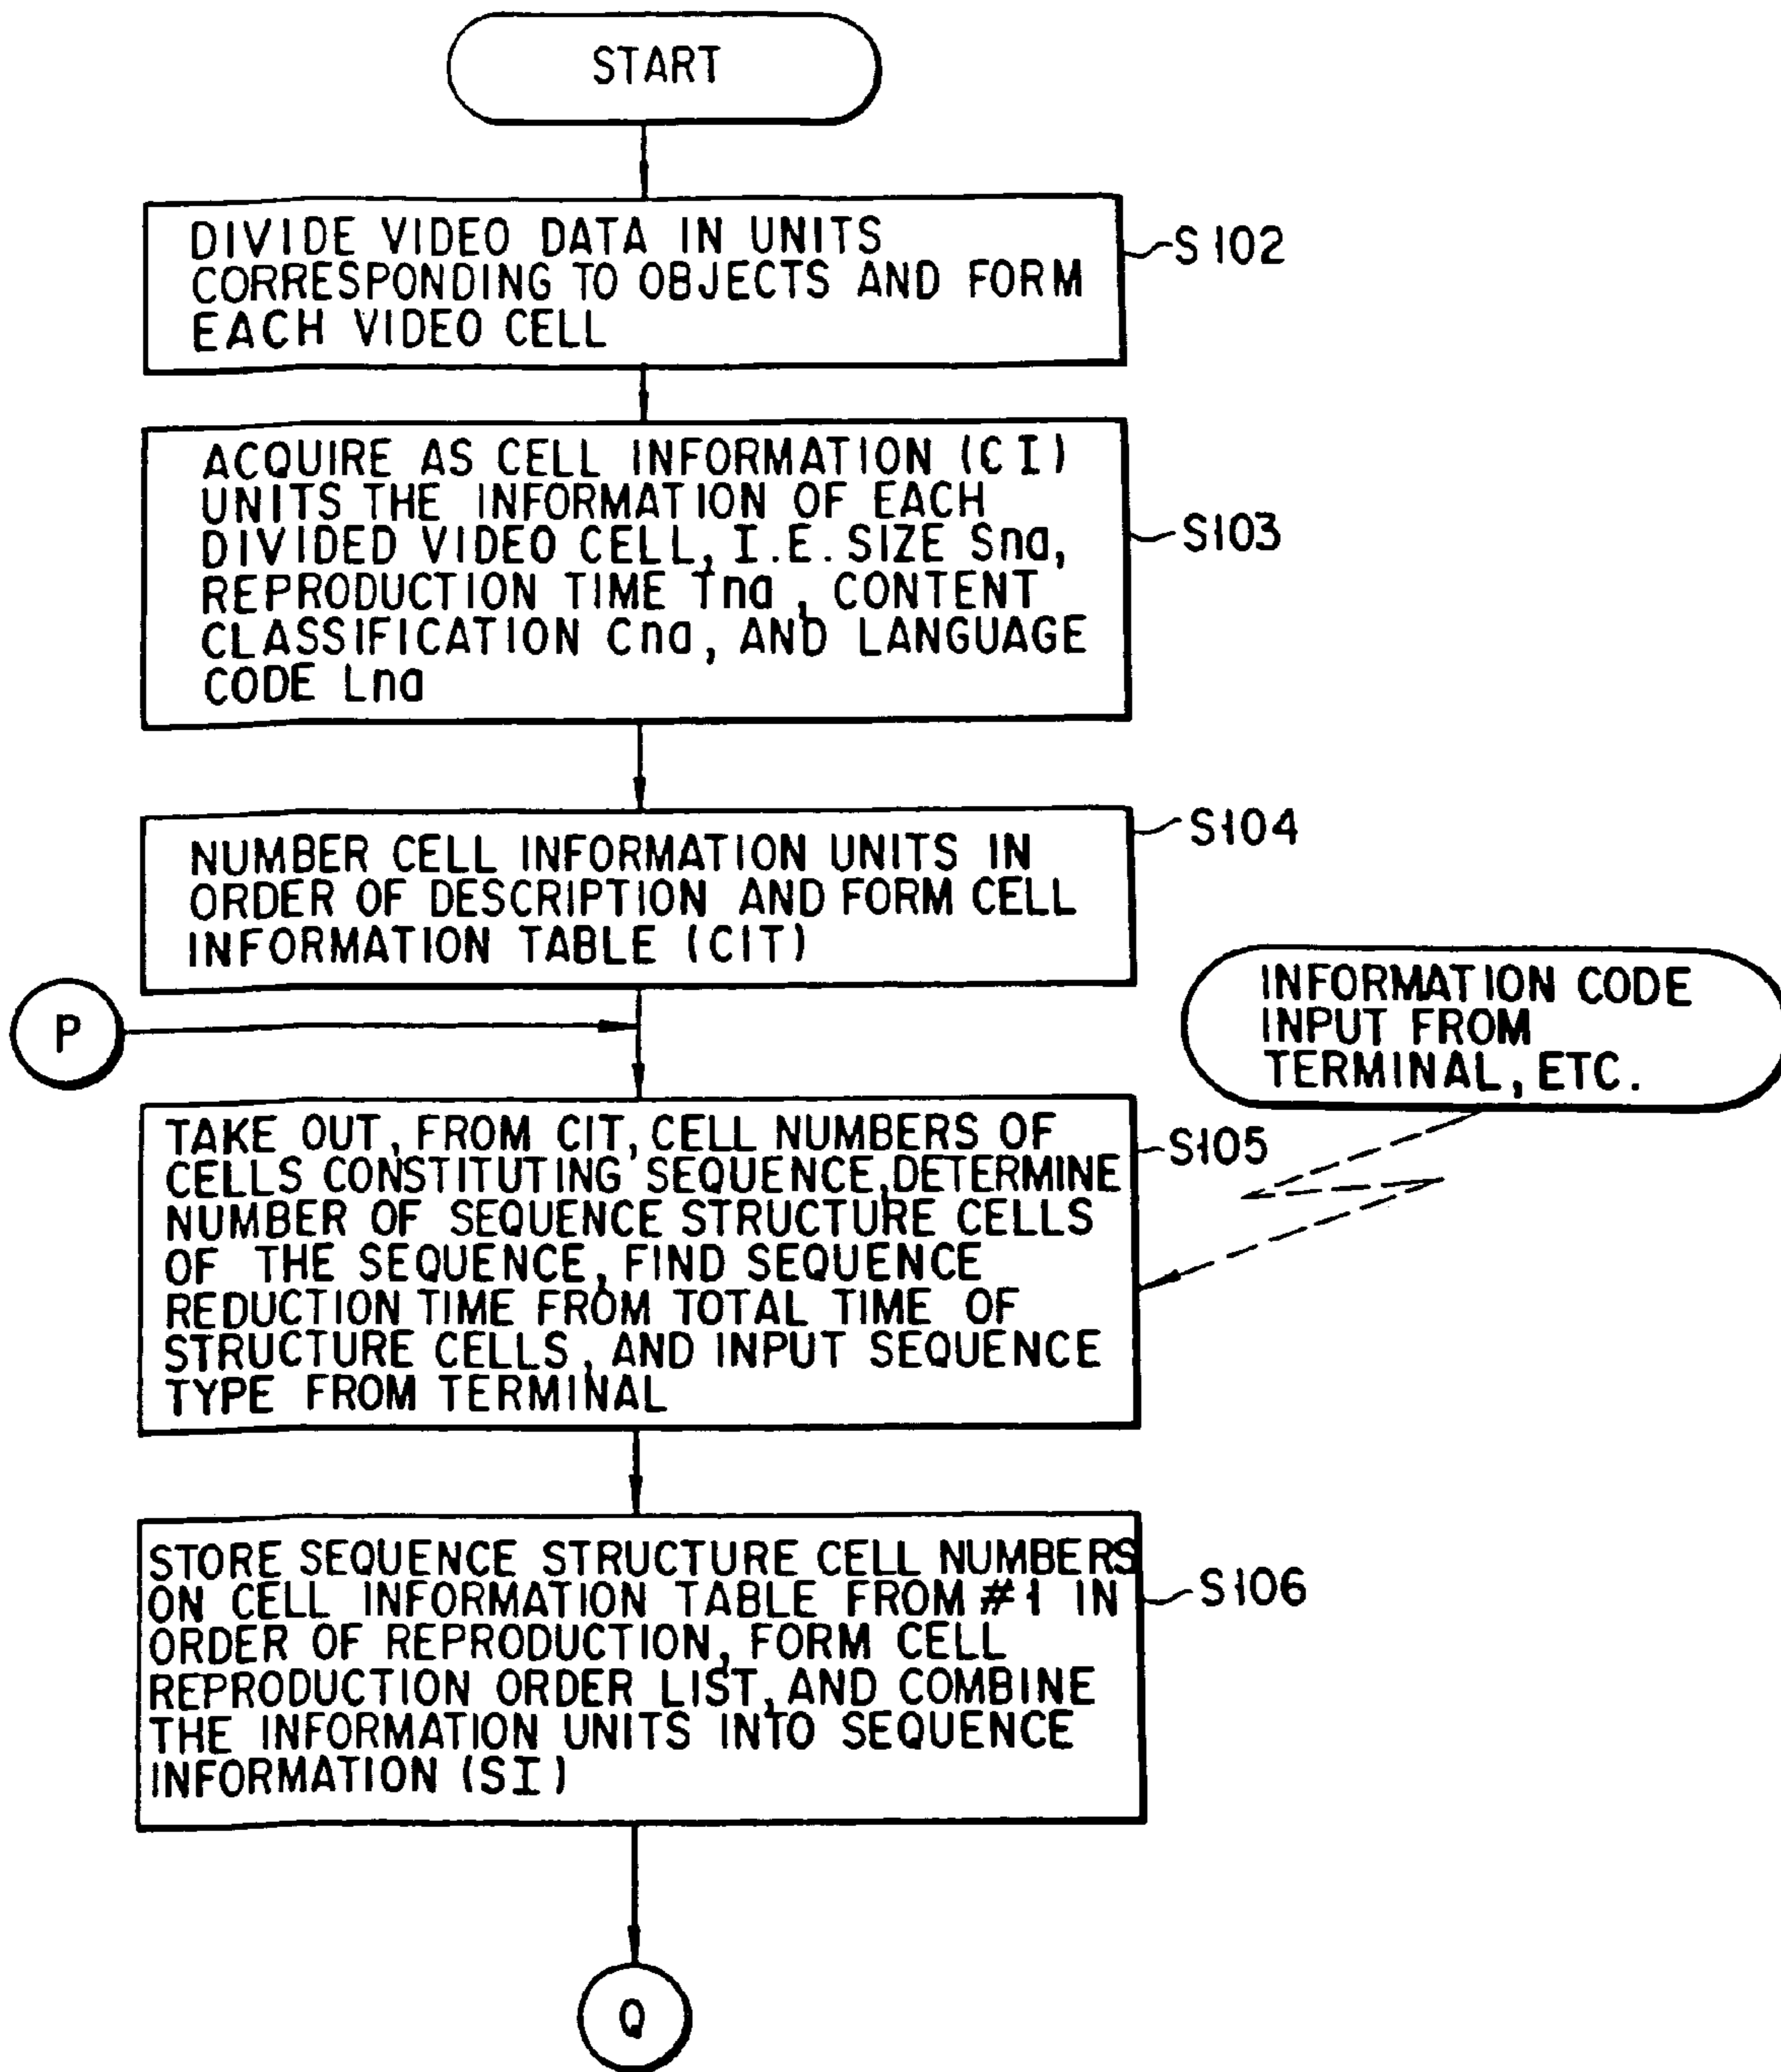 START
DIVIDE VIDEO DATA IN UNITS
CORRESPONDING TO OBJECTS AND FORM
EACH VIDEO CELL
S102
ACQUIRE AS CELL INFORMATION (CI)
UNITS THE INFORMATION OF EACH
DIVIDED VIDEO CELL, I.E. SIZE Sna,
REPRODUCTION TIME Tna, CONTENT
CLASSIFICATION Cna, AND LANGUAGE
CODE Lna
S103
NUMBER CELL INFORMATION UNITS IN
ORDER OF DESCRIPTION AND FORM CELL
INFORMATION TABLE (CIT)
S104
P
INFORMATION CODE
INPUT FROM
TERMINAL, ETC.
TAKE OUT, FROM CIT, CELL NUMBERS OF
CELLS CONSTITUTING SEQUENCE, DETERMINE
NUMBER OF SEQUENCE STRUCTURE CELLS
OF THE SEQUENCE, FIND SEQUENCE
REDUCTION TIME FROM TOTAL TIME OF
STRUCTURE CELLS, AND INPUT SEQUENCE
TYPE FROM TERMINAL
S105
STORE SEQUENCE STRUCTURE CELL NUMBERS
ON CELL INFORMATION TABLE FROM #1 IN
ORDER OF REPRODUCTION, FORM CELL
REPRODUCTION ORDER LIST, AND COMBINE
THE INFORMATION UNITS INTO SEQUENCE
INFORMATION (SI)
S106
Q